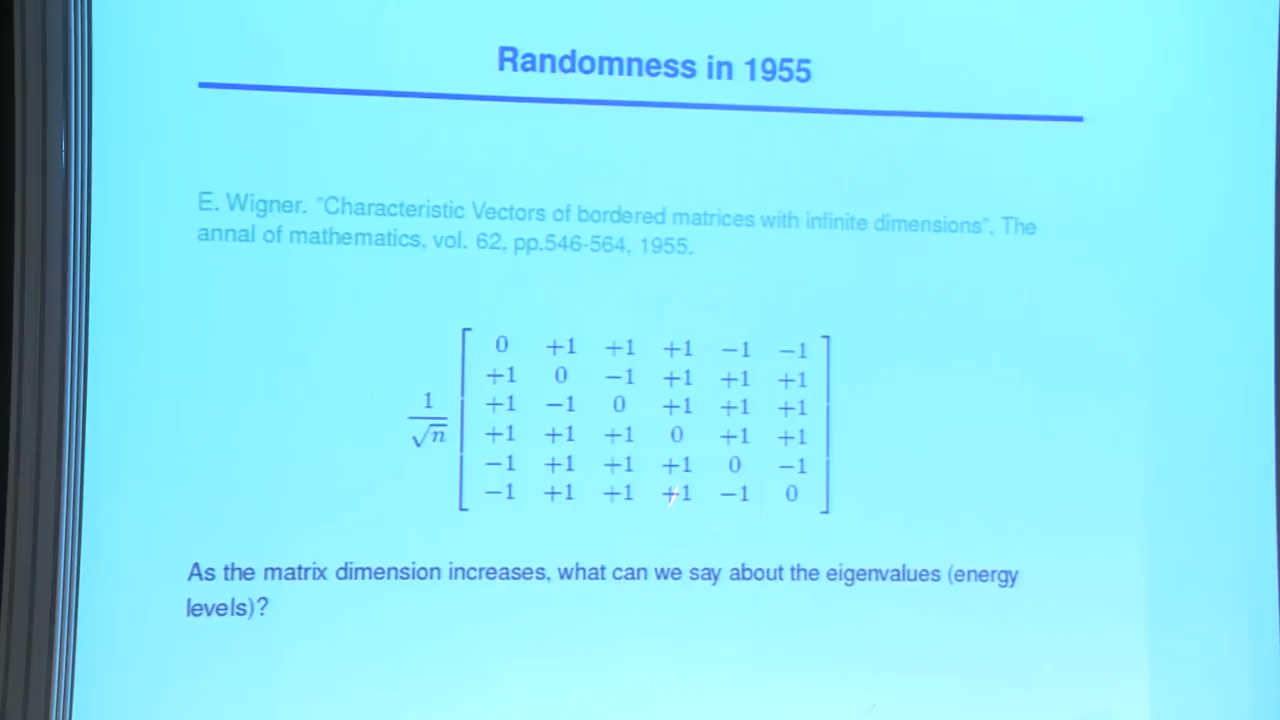 Randomness in 1955
E. Wigner. "Characteristic Vectors of bordered matrices with infinite dimensions", The
annal of mathematics, vol. 62, pp.546-564, 1955.
0 +1 +1 +1 −1 −1
+1 0 −1 +1 +1 +1
1/√n +1 −1 0 +1 +1 +1
+1 +1 +1 0 +1 +1
−1 +1 +1 +1 0 −1
−1 +1 +1 +1 −1 0
As the matrix dimension increases, what can we say about the eigenvalues (energy
levels)?